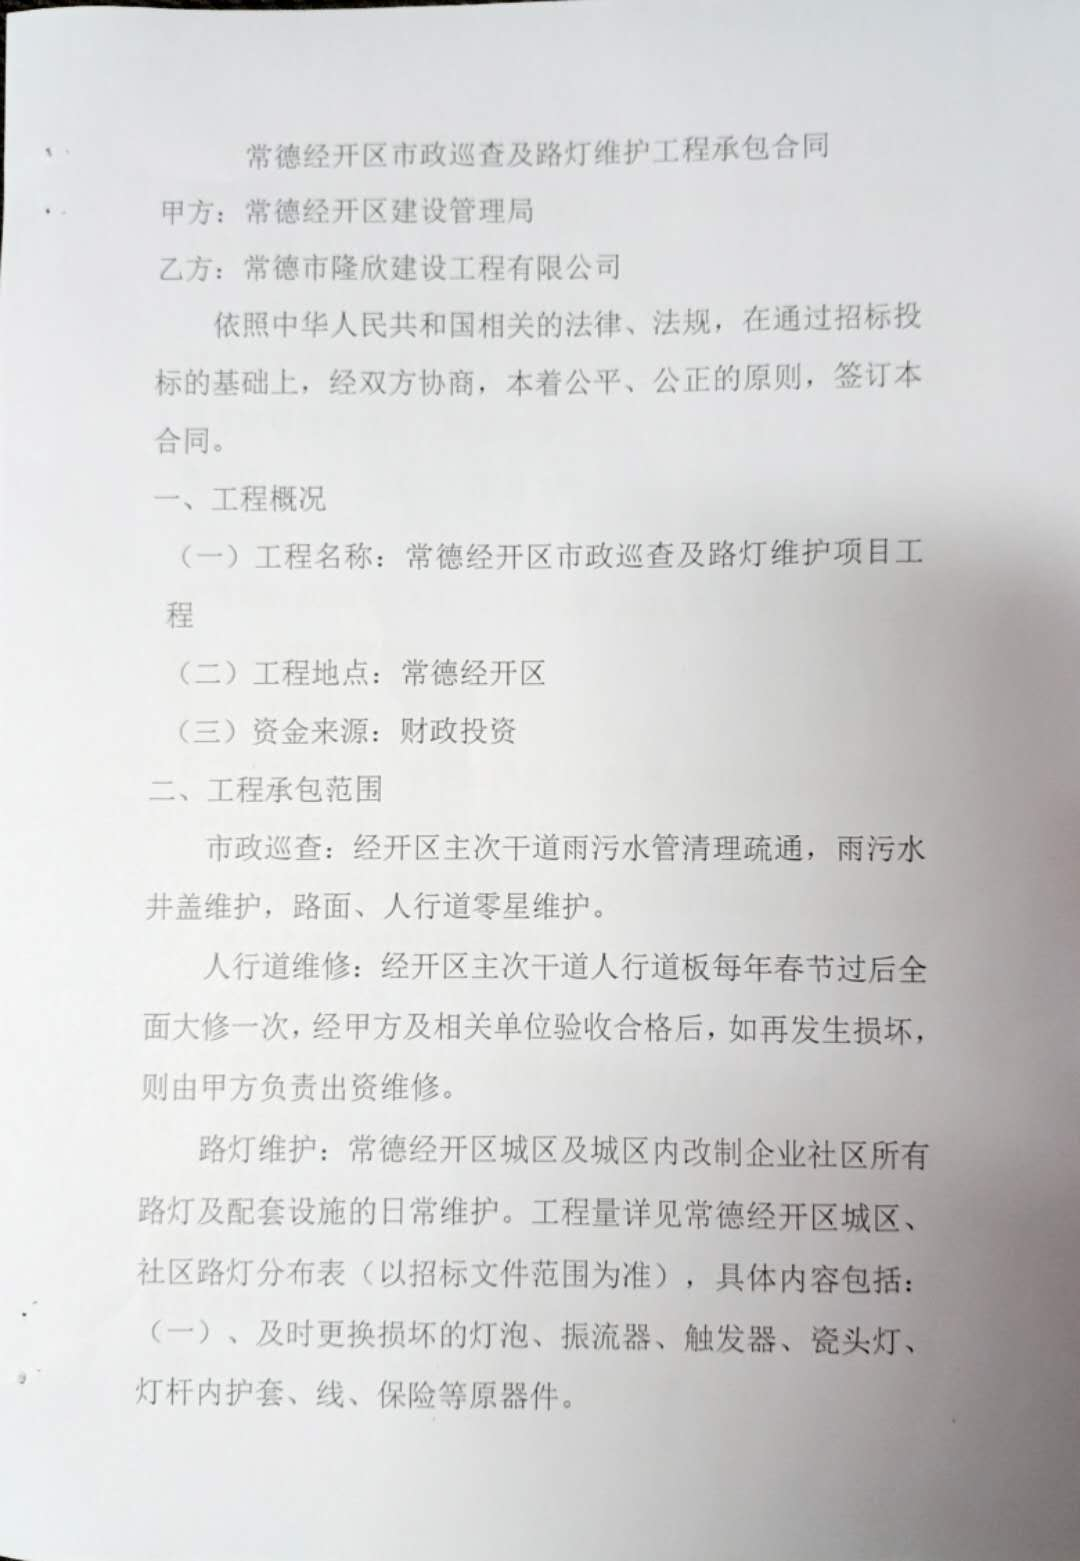 常德经开区市政巡查及路灯维护工程承包合同
甲方：常德经开区建设管理局
乙方：常德市隆欣建设工程有限公司
依照中华人民共和国相关的法律、法规，在通过招标投
标的基础上，经双方协商，本着公平、公正的原则，签订本
合同。
一、工程概况
（一）工程名称：常德经开区市政巡查及路灯维护项目工
程
（二）工程地点：常德经开区
（三）资金来源：财政投资
二、工程承包范围
市政巡查：经开区主次干道雨污水管清理疏通，雨污水
井盖维护，路面、人行道零星维护。
人行道维修：经开区主次干道人行道板每年春节过后全
面大修一次，经甲方及相关单位验收合格后，如再发生损坏，
则由甲方负责出资维修。
路灯维护：常德经开区城区及城区内改制企业社区所有
路灯及配套设施的日常维护。工程量详见常德经开区城区、
社区路灯分布表（以招标文件范围为准），具体内容包括：
（一）、及时更换损坏的灯泡、振流器、触发器、瓷头灯、
灯杆内护套、线、保险等原器件。